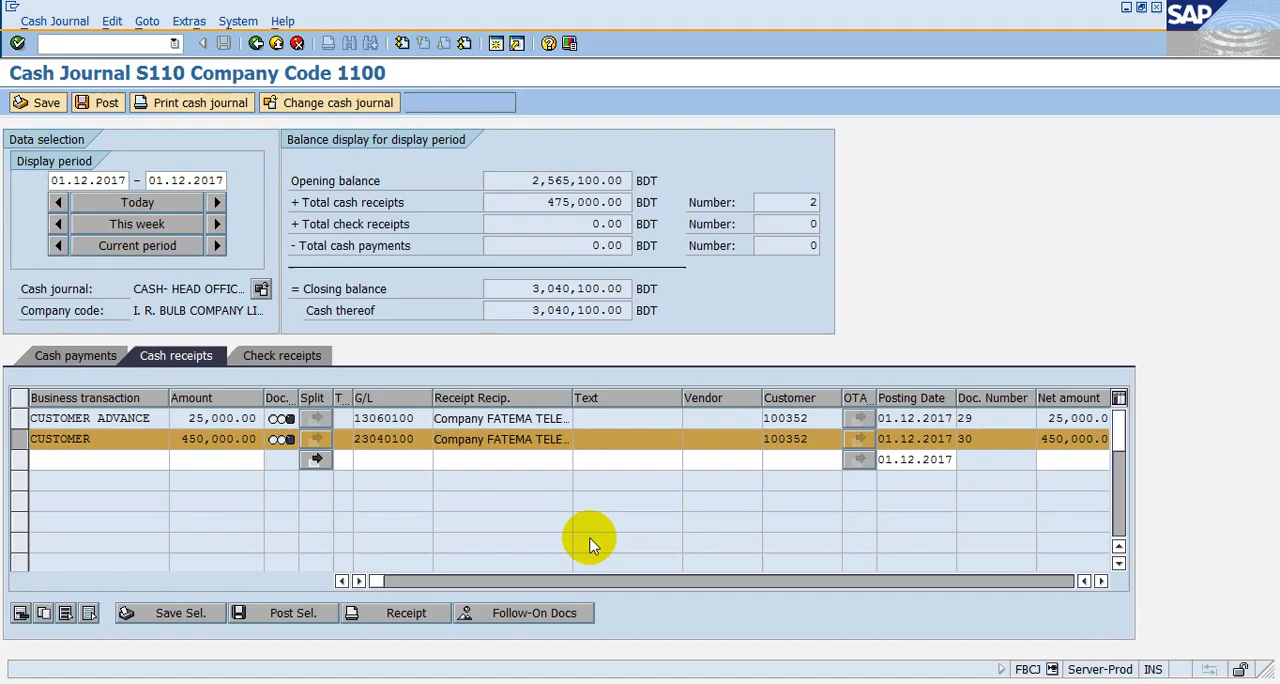 Cash Journal Edit Goto Extras System Help
SAP
Cash Journal S110 Company Code 1100
Save Post Print cash journal Change cash journal
Data selection
Display period
01.12.2017 - 01.12.2017
Today
This week
Current period
Cash journal: CASH- HEAD OFFIC...
Company code: I. R. BULB COMPANY LI...
Balance display for display period
Opening balance 2,565,100.00 BDT
+ Total cash receipts 475,000.00 BDT Number: 2
+ Total check receipts 0.00 BDT Number: 0
- Total cash payments 0.00 BDT Number: 0
= Closing balance 3,040,100.00 BDT
Cash thereof 3,040,100.00 BDT
Cash payments Cash receipts Check receipts
Business transaction Amount Doc... Split T... G/L Receipt Recip. Text Vendor Customer OTA Posting Date Doc. Number Net amount
CUSTOMER ADVANCE 25,000.00 13060100 Company FATEMA TELE... 100352 01.12.2017 29 25,000.0
CUSTOMER 450,000.00 23040100 Company FATEMA TELE... 100352 01.12.2017 30 450,000.0
01.12.2017
Save Sel. Post Sel. Receipt Follow-On Docs
FBCJ Server-Prod INS